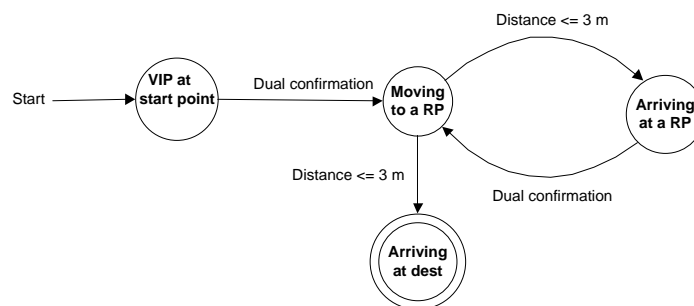 Distance <= 3 m
VIP at
start point
Dual confirmation
Moving
to a RP
Start
Arriving
at a RP
Distance <= 3 m
Dual confirmation
Arriving
at dest